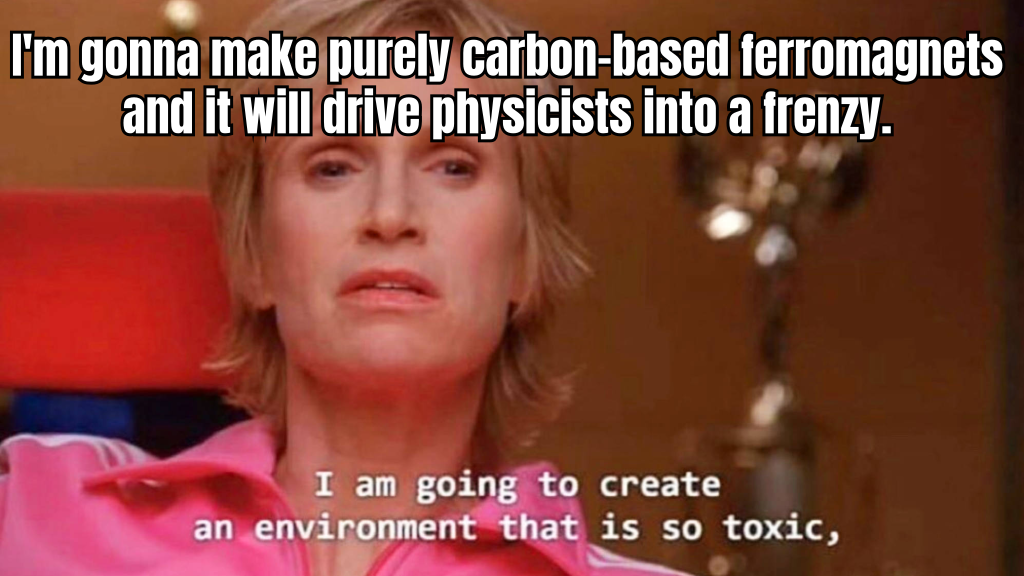 I'm gonna make purely carbon-based ferromagnets
and it will drive physicists into a frenzy.
I am going to create
an environment that is so toxic,